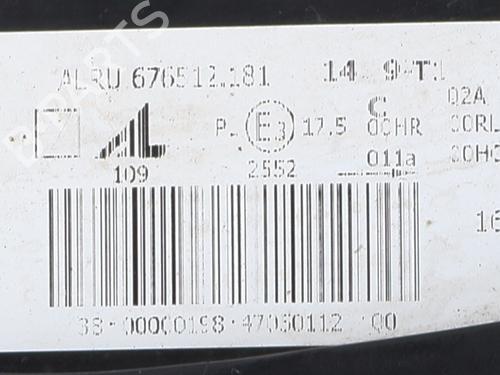 ALRU 676512.181 14 9-T1
AL P- E3 17.5 C 00HR 02A 00RL
109 2552 011a 00HC
16
38-00000198-47050112 00